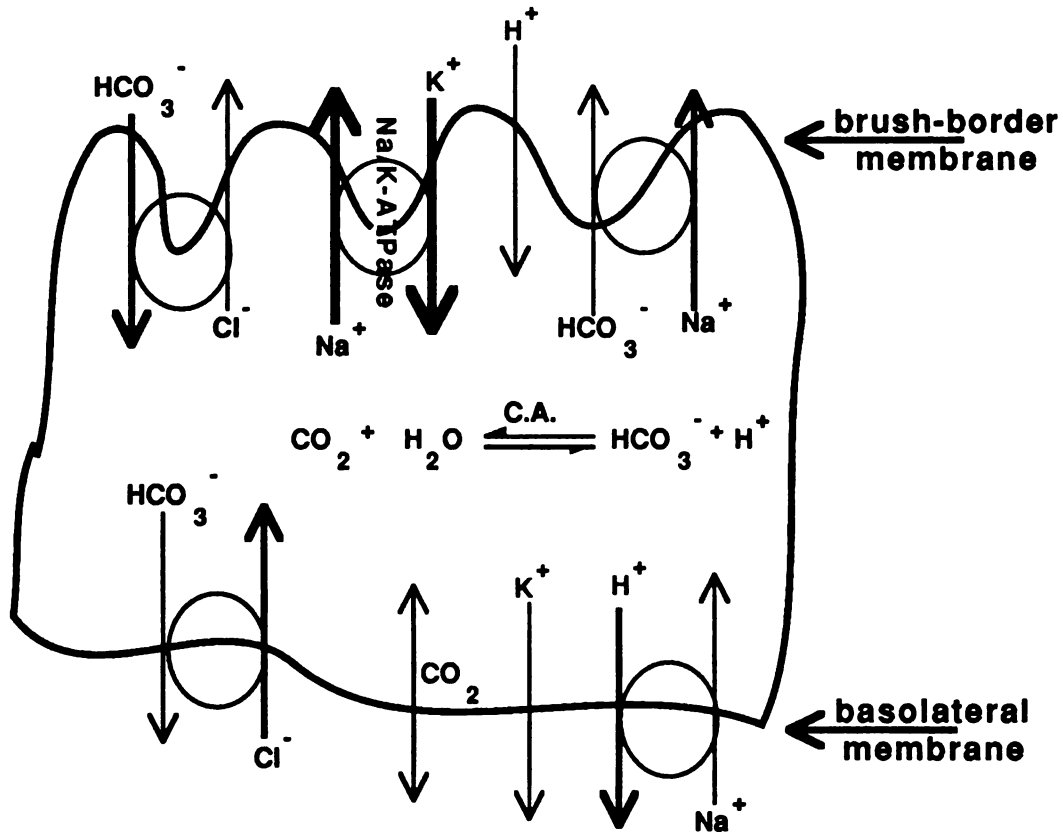 H⁺
HCO₃⁻
K⁺
Na/K-ATPase
brush-border
membrane
Cl⁻
Na⁺
HCO₃⁻
Na⁺
C.A.
CO₂ + H₂O ⇌ HCO₃⁻ + H⁺
HCO₃⁻
K⁺
H⁺
CO₂
Cl⁻
basolateral
membrane
Na⁺